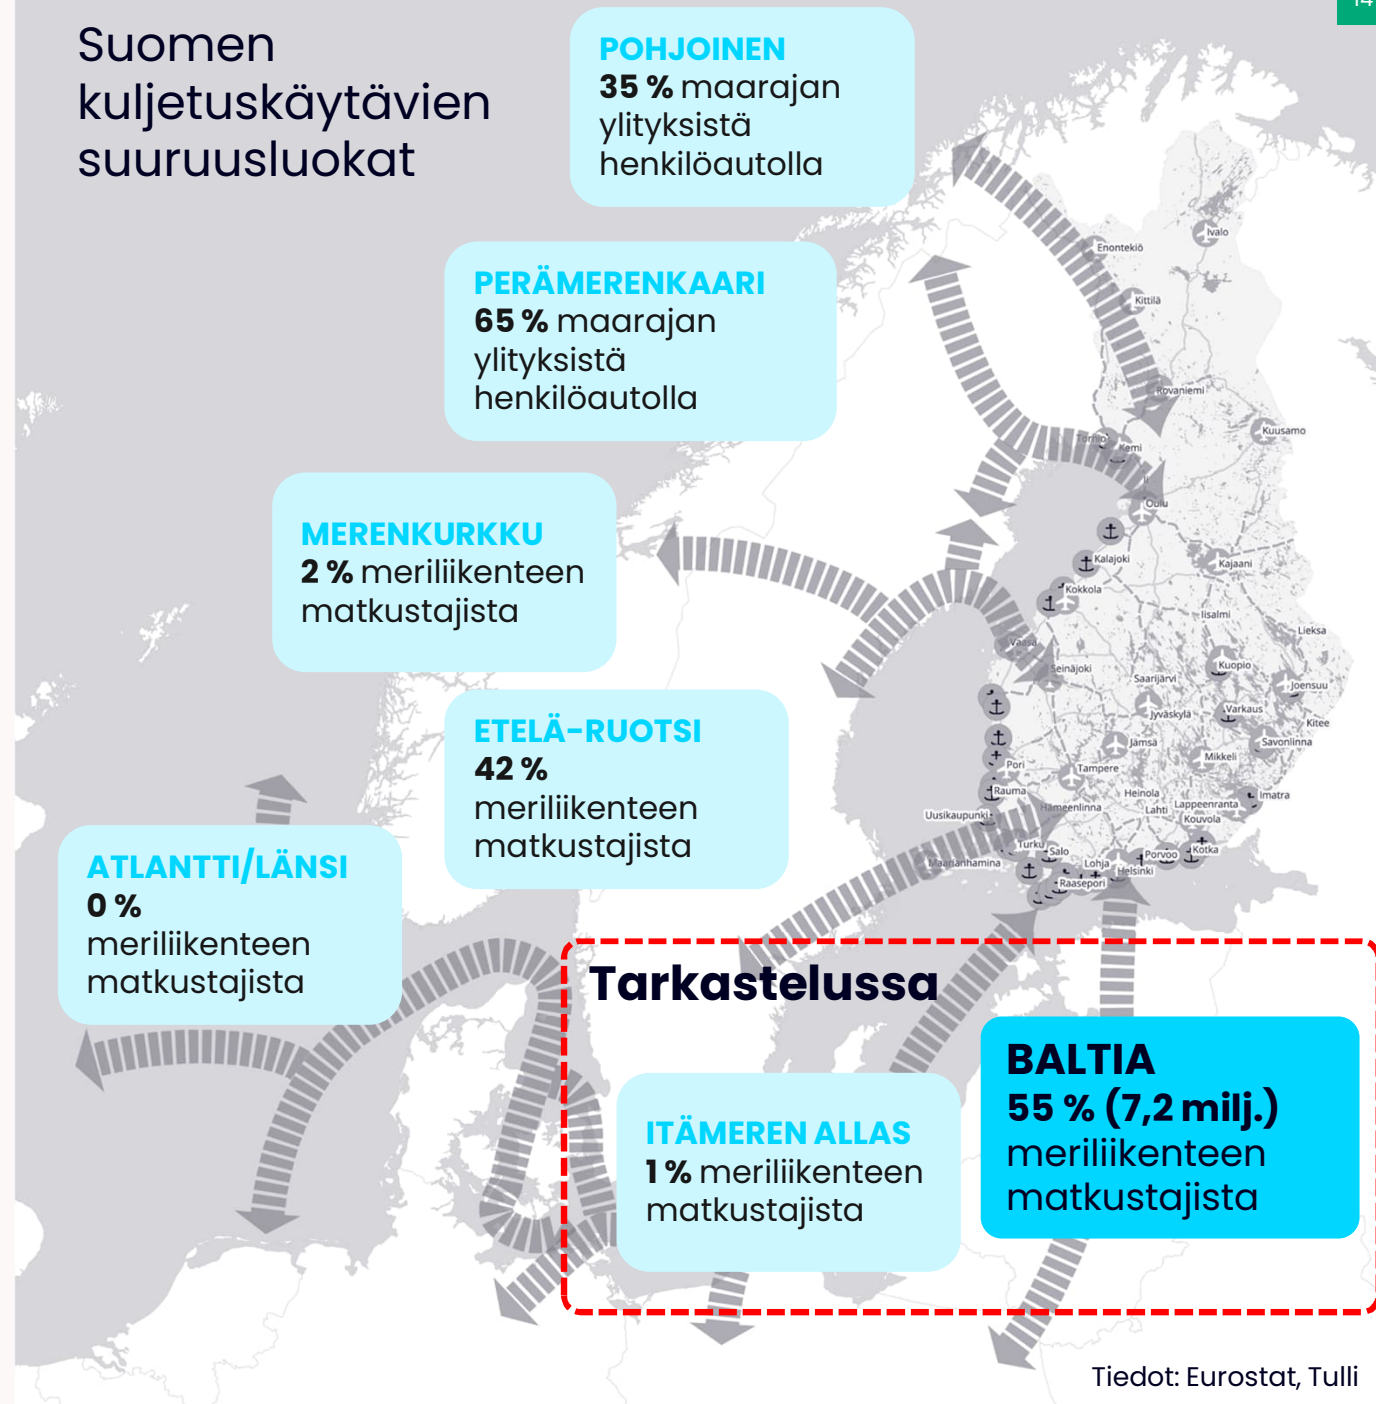 14
Suomen
kuljetuskäytävien
suuruusluokat
POHJOINEN
35 % maarajan
ylityksistä
henkilöautolla
PERÄMERENKAARI
65 % maarajan
ylityksistä
henkilöautolla
MERENKURKKU
2 % meriliikenteen
matkustajista
ETELÄ-RUOTSI
42 %
meriliikenteen
matkustajista
ATLANTTI/LÄNSI
0 %
meriliikenteen
matkustajista
Tarkastelussa
ITÄMEREN ALLAS
1 % meriliikenteen
matkustajista
BALTIA
55 % (7,2 milj.)
meriliikenteen
matkustajista
Ivalo
Enontekiö
Kittilä
Rovaniemi
Kuusamo
Tornio
Kemi
Ii
Oulu
Kalajoki
Kajaani
Kokkola
Iisalmi
Lieksa
Vaasa
Seinäjoki
Kuopio
Saarijärvi
Joensuu
Jyväskylä
Varkaus
Kitee
Jämsä
Savonlinna
Mikkeli
Pori
Tampere
Rauma
Heinola
Imatra
Hämeenlinna
Lahti
Lappeenranta
Uusikaupunki
Kouvola
Turku
Salo
Porvoo
Kotka
Maarianhamina
Lohja
Helsinki
Raasepori
Tiedot: Eurostat, Tulli